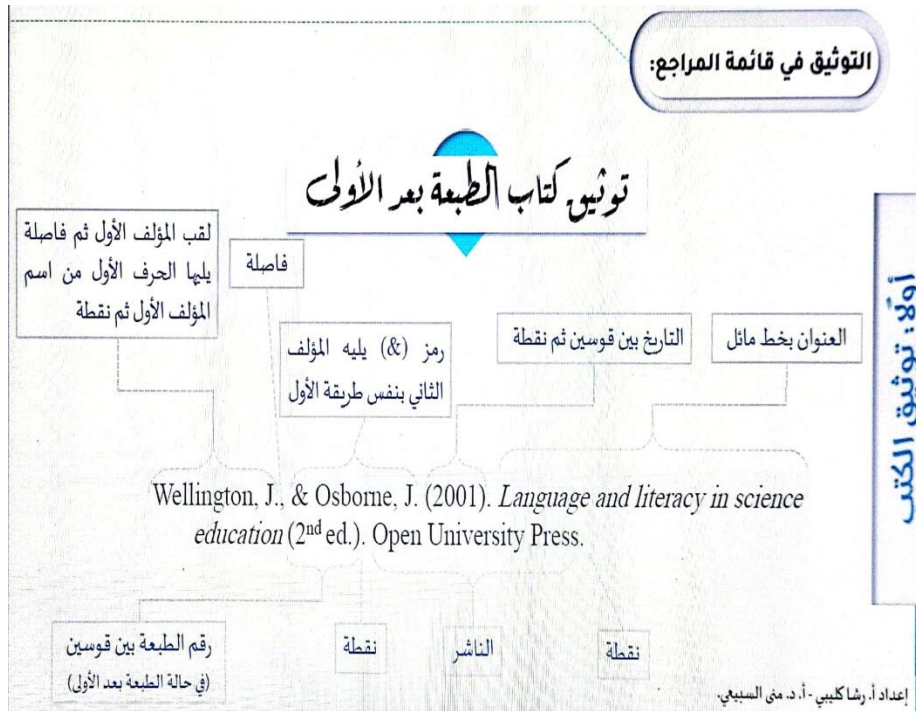 التوثيق في قائمة المراجع:
توثيق كتاب الطبعة بعد الأولى
لقب المؤلف الأول ثم فاصلة
يليها الحرف الأول من اسم
المؤلف الأول ثم نقطة
فاصلة
رمز (&) يليه المؤلف
الثاني بنفس طريقة الأول
التاريخ بين قوسين ثم نقطة
العنوان بخط مائل
أولًا: توثيق الكتب
Wellington, J., & Osborne, J. (2001). Language and literacy in science
education (2nd ed.). Open University Press.
رقم الطبعة بين قوسين
(في حالة الطبعة بعد الأولى)
نقطة
الناشر
نقطة
إعداد أ. رشا كليبي - أ. د. منى السبيعي.